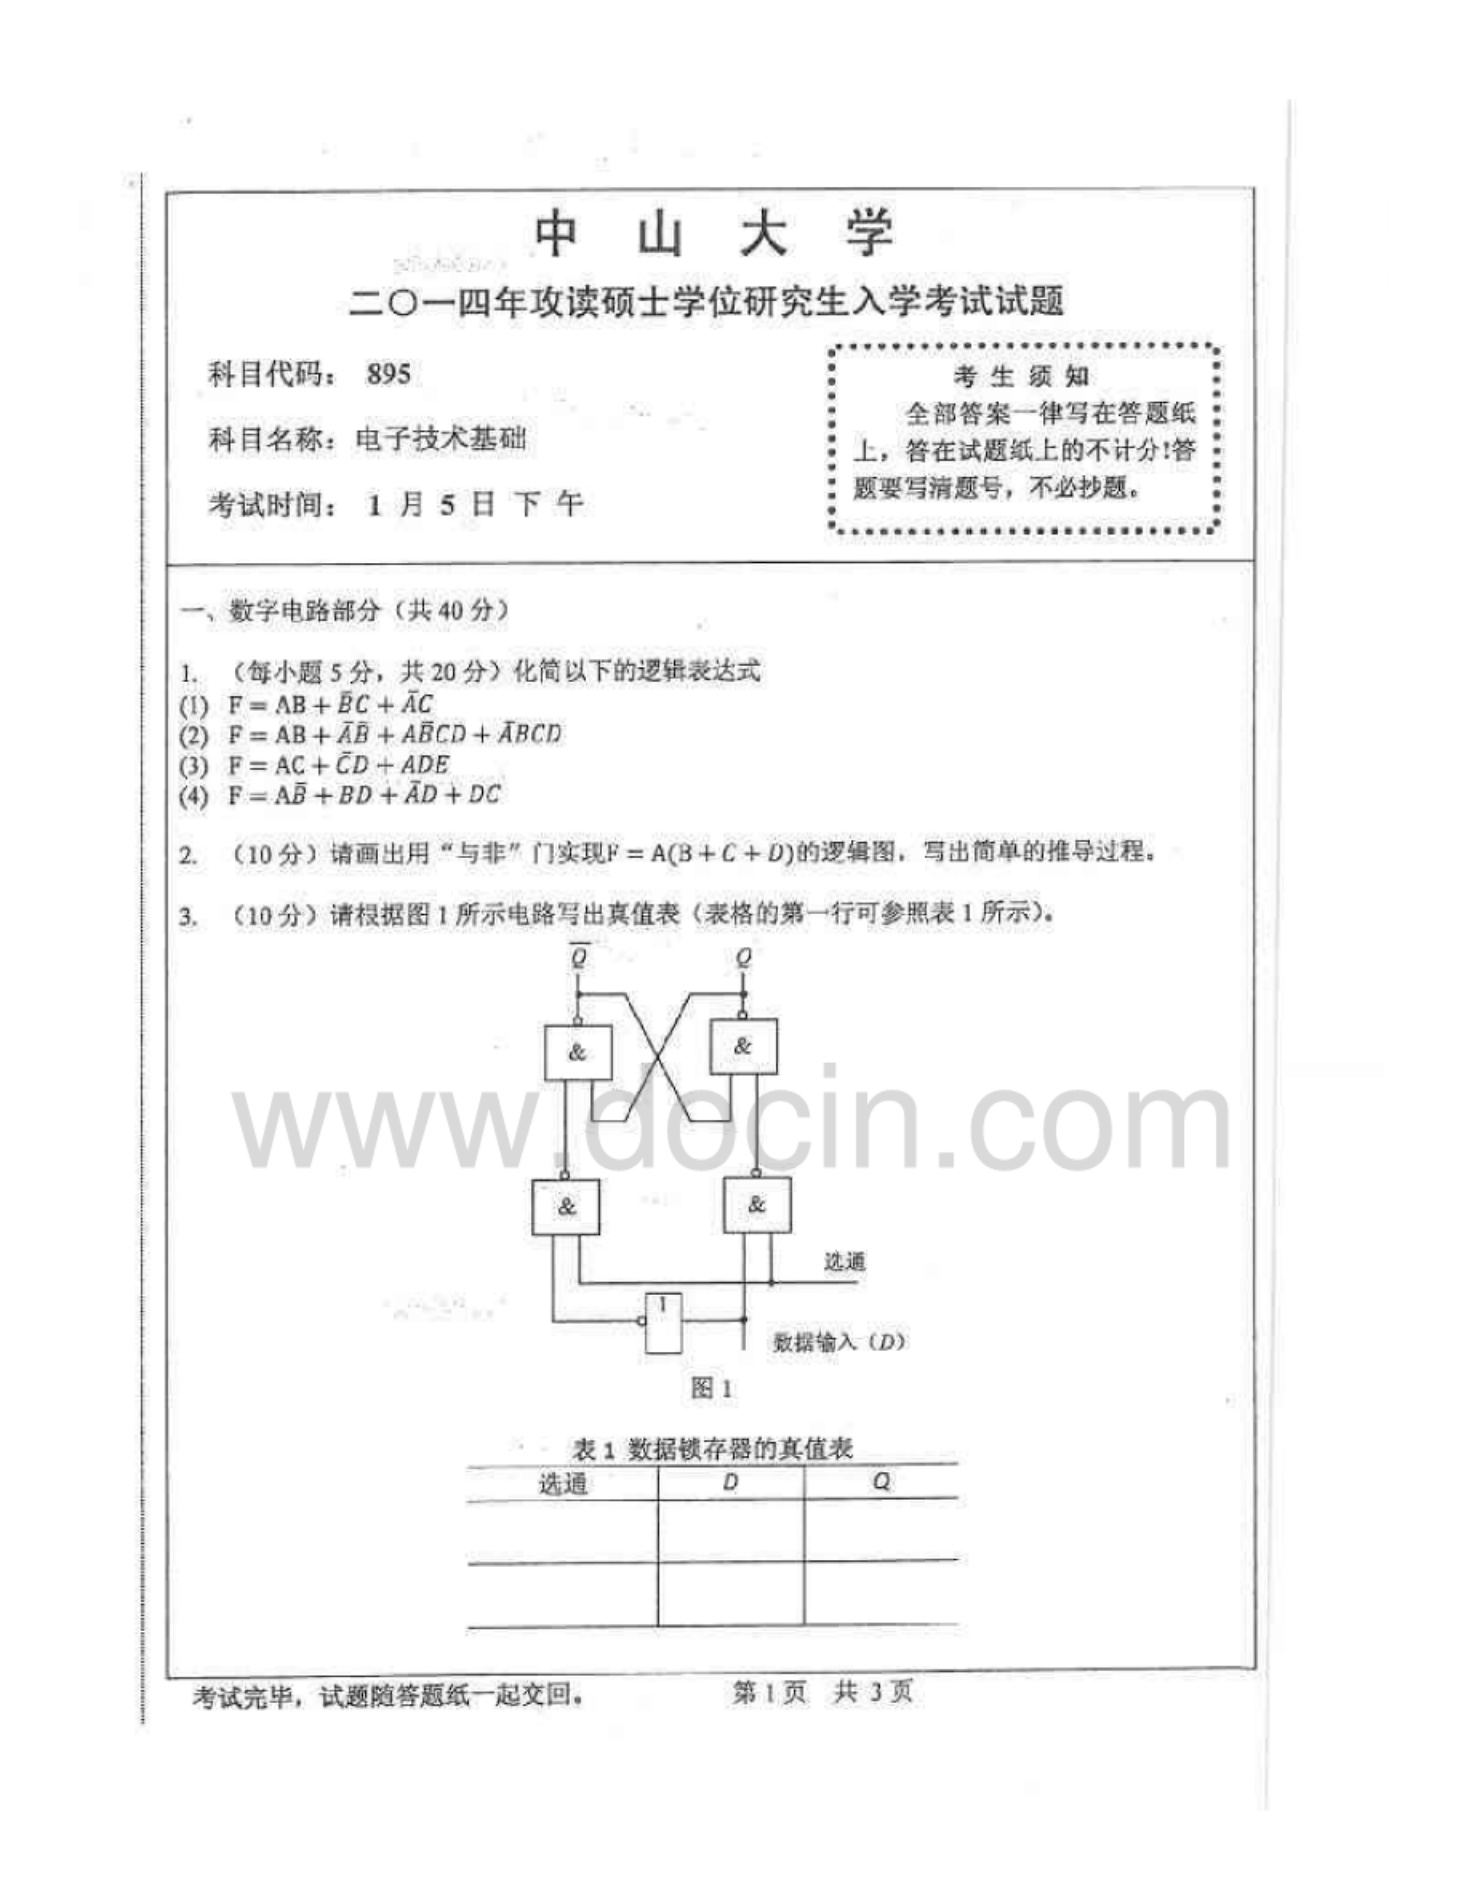 中 山 大 学
二〇一四年攻读硕士学位研究生入学考试试题
科目代码： 895
科目名称：电子技术基础
考试时间： 1 月 5 日 下 午
考 生 须 知
全部答案一律写在答题纸
上，答在试题纸上的不计分!答
题要写清题号，不必抄题。
一、数字电路部分（共 40 分）
1. （每小题 5 分，共 20 分）化简以下的逻辑表达式
(1) F = AB + B̄C + ĀC
(2) F = AB + ĀB̄ + AB̄CD + ĀBCD
(3) F = AC + C̄D + ADE
(4) F = AB̄ + BD + ĀD + DC
2. （10 分）请画出用“与非”门实现F = A(B + C + D)的逻辑图，写出简单的推导过程。
3. （10 分）请根据图 1 所示电路写出真值表（表格的第一行可参照表 1 所示）。
Q̄ Q
& &
& &
选通
1
数据输入（D）
图 1
表 1 数据锁存器的真值表
选通 D Q
考试完毕，试题随答题纸一起交回。 第 1 页 共 3 页
www.docin.com